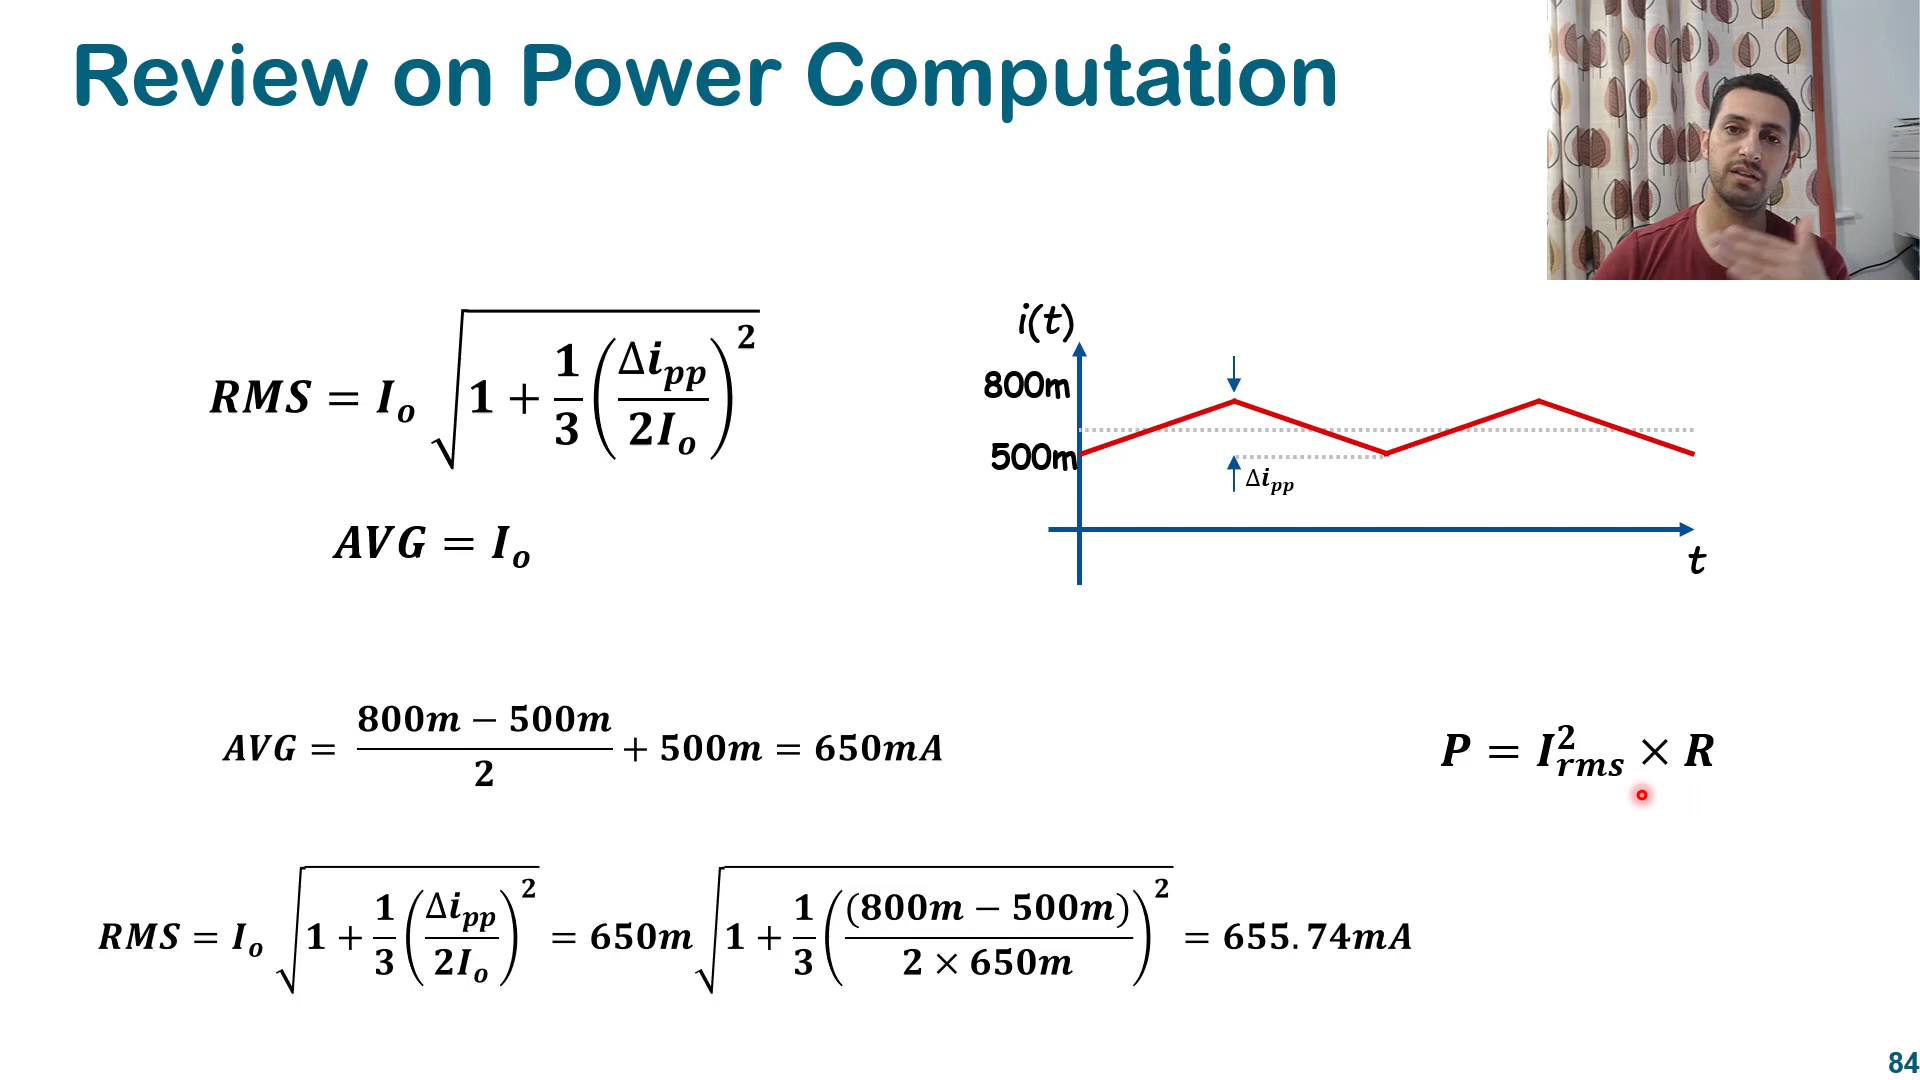 Review on Power Computation
RMS = I_o √(1 + 1/3 (Δi_pp / 2I_o)²)
AVG = I_o
i(t)
800m
500m
Δi_pp
t
AVG = (800m − 500m)/2 + 500m = 650mA
P = I²_rms × R
RMS = I_o √(1 + 1/3 (Δi_pp / 2I_o)²) = 650m √(1 + 1/3 ((800m − 500m) / 2 × 650m)²) = 655.74mA
84